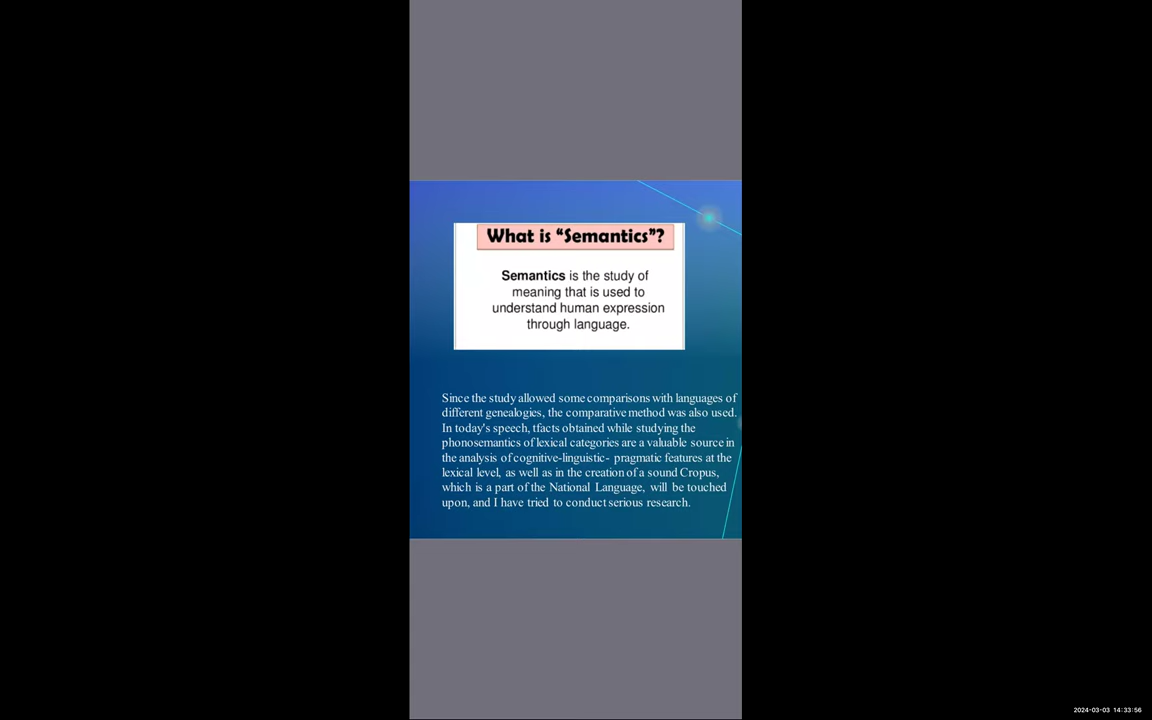 What is “Semantics”?
Semantics is the study of
meaning that is used to
understand human expression
through language.
Since the study allowed some comparisons with languages of
different genealogies, the comparative method was also used.
In today's speech, tfacts obtained while studying the
phonosemantics of lexical categories are a valuable source in
the analysis of cognitive-linguistic- pragmatic features at the
lexical level, as well as in the creation of a sound Cropus,
which is a part of the National Language, will be touched
upon, and I have tried to conduct serious research.
2024-03-03 14:33:56